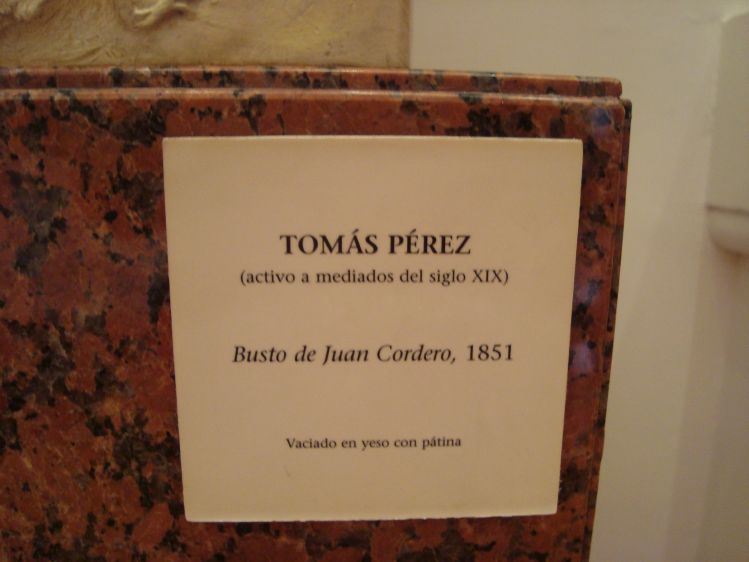 TOMÁS PÉREZ
(activo a mediados del siglo XIX)
Busto de Juan Cordero, 1851
Vaciado en yeso con pátina